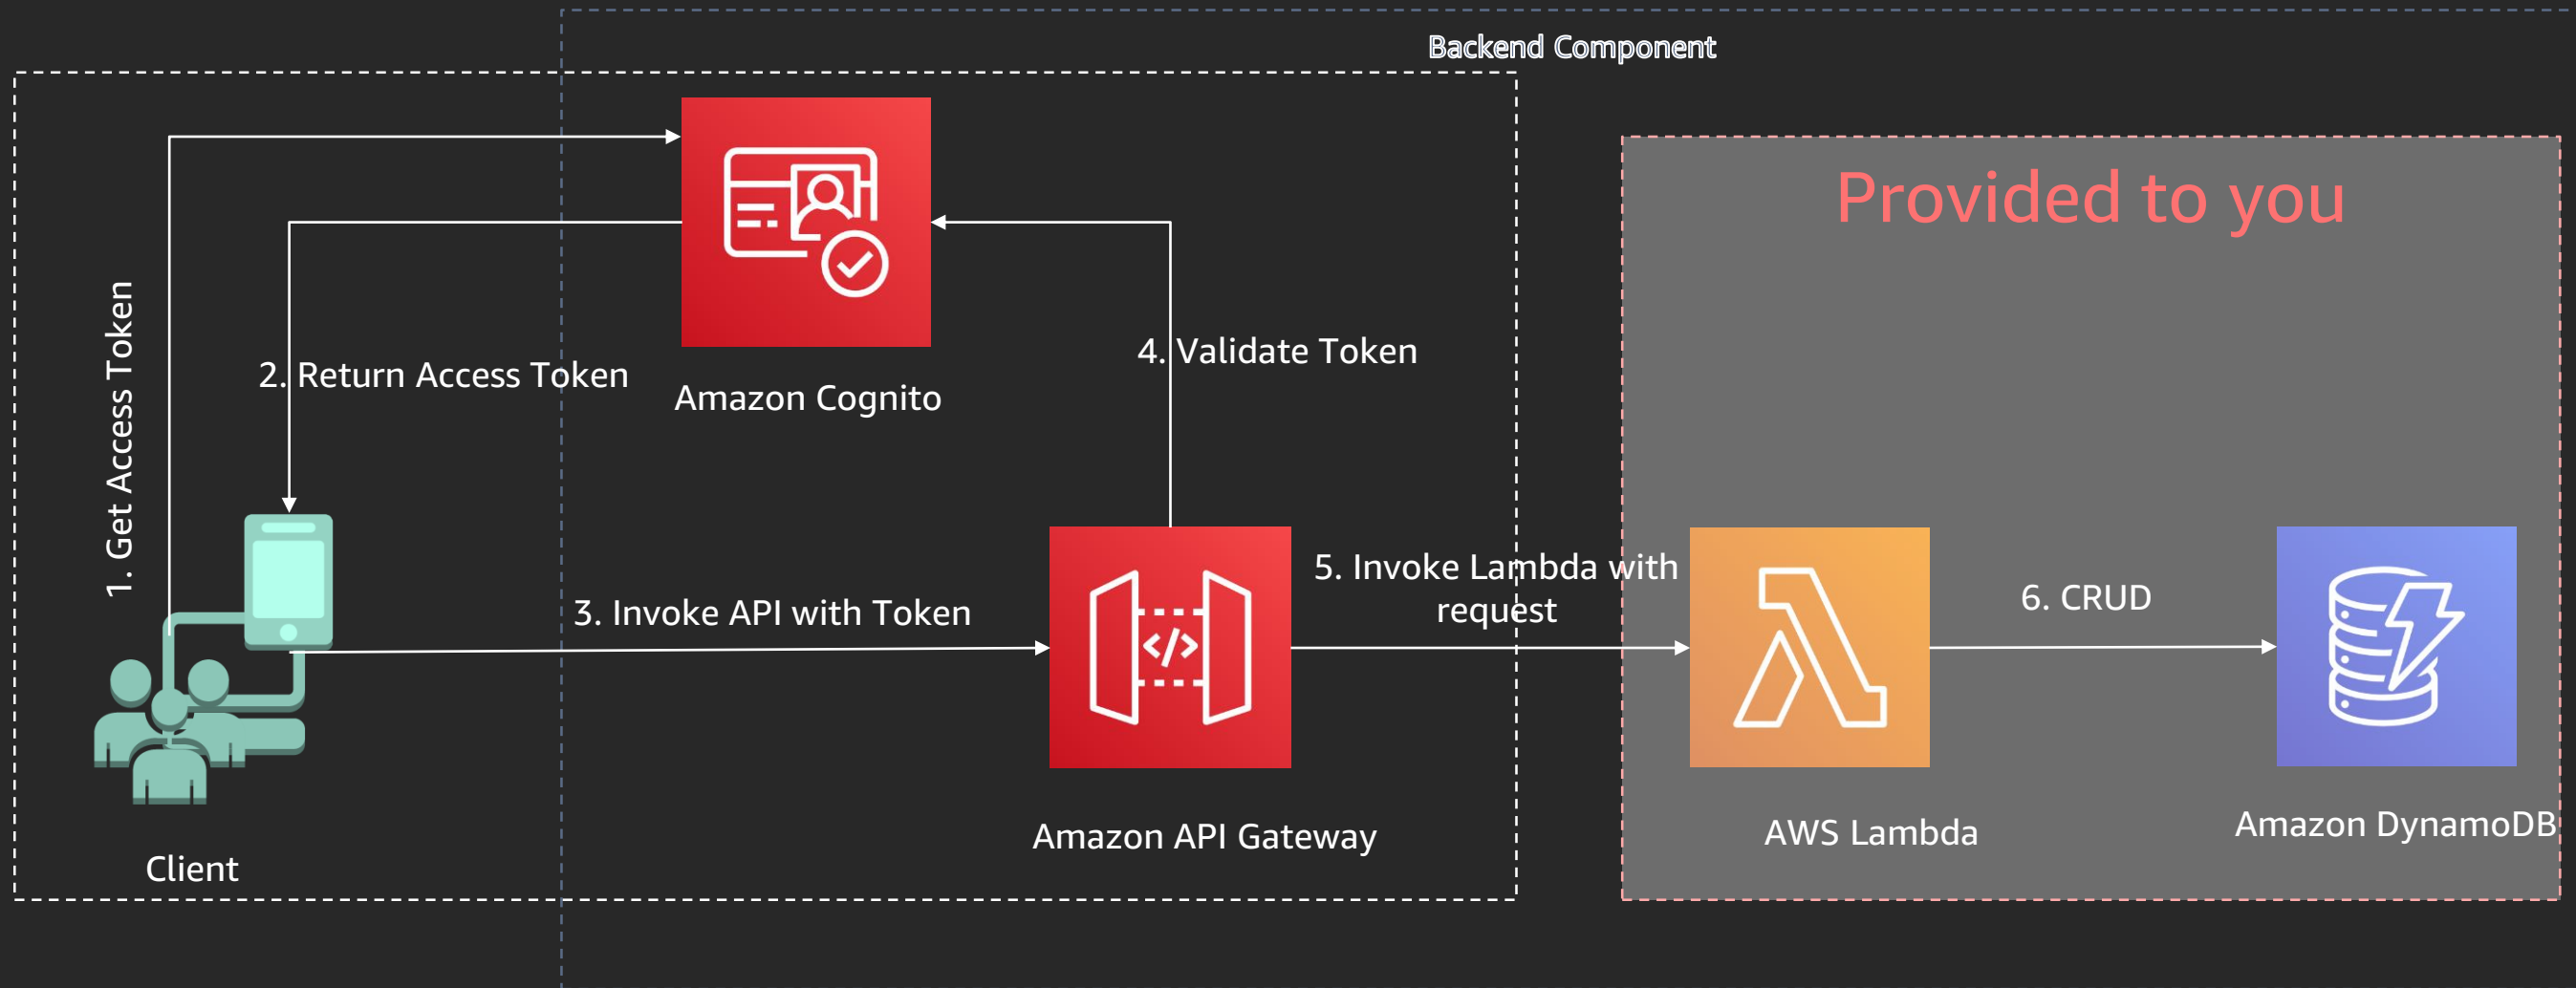 Backend Component
Provided to you
1. Get Access Token
2. Return Access Token
Amazon Cognito
4. Validate Token
3. Invoke API with Token
5. Invoke Lambda with
request
6. CRUD
</>
Client
Amazon API Gateway
AWS Lambda
Amazon DynamoDB